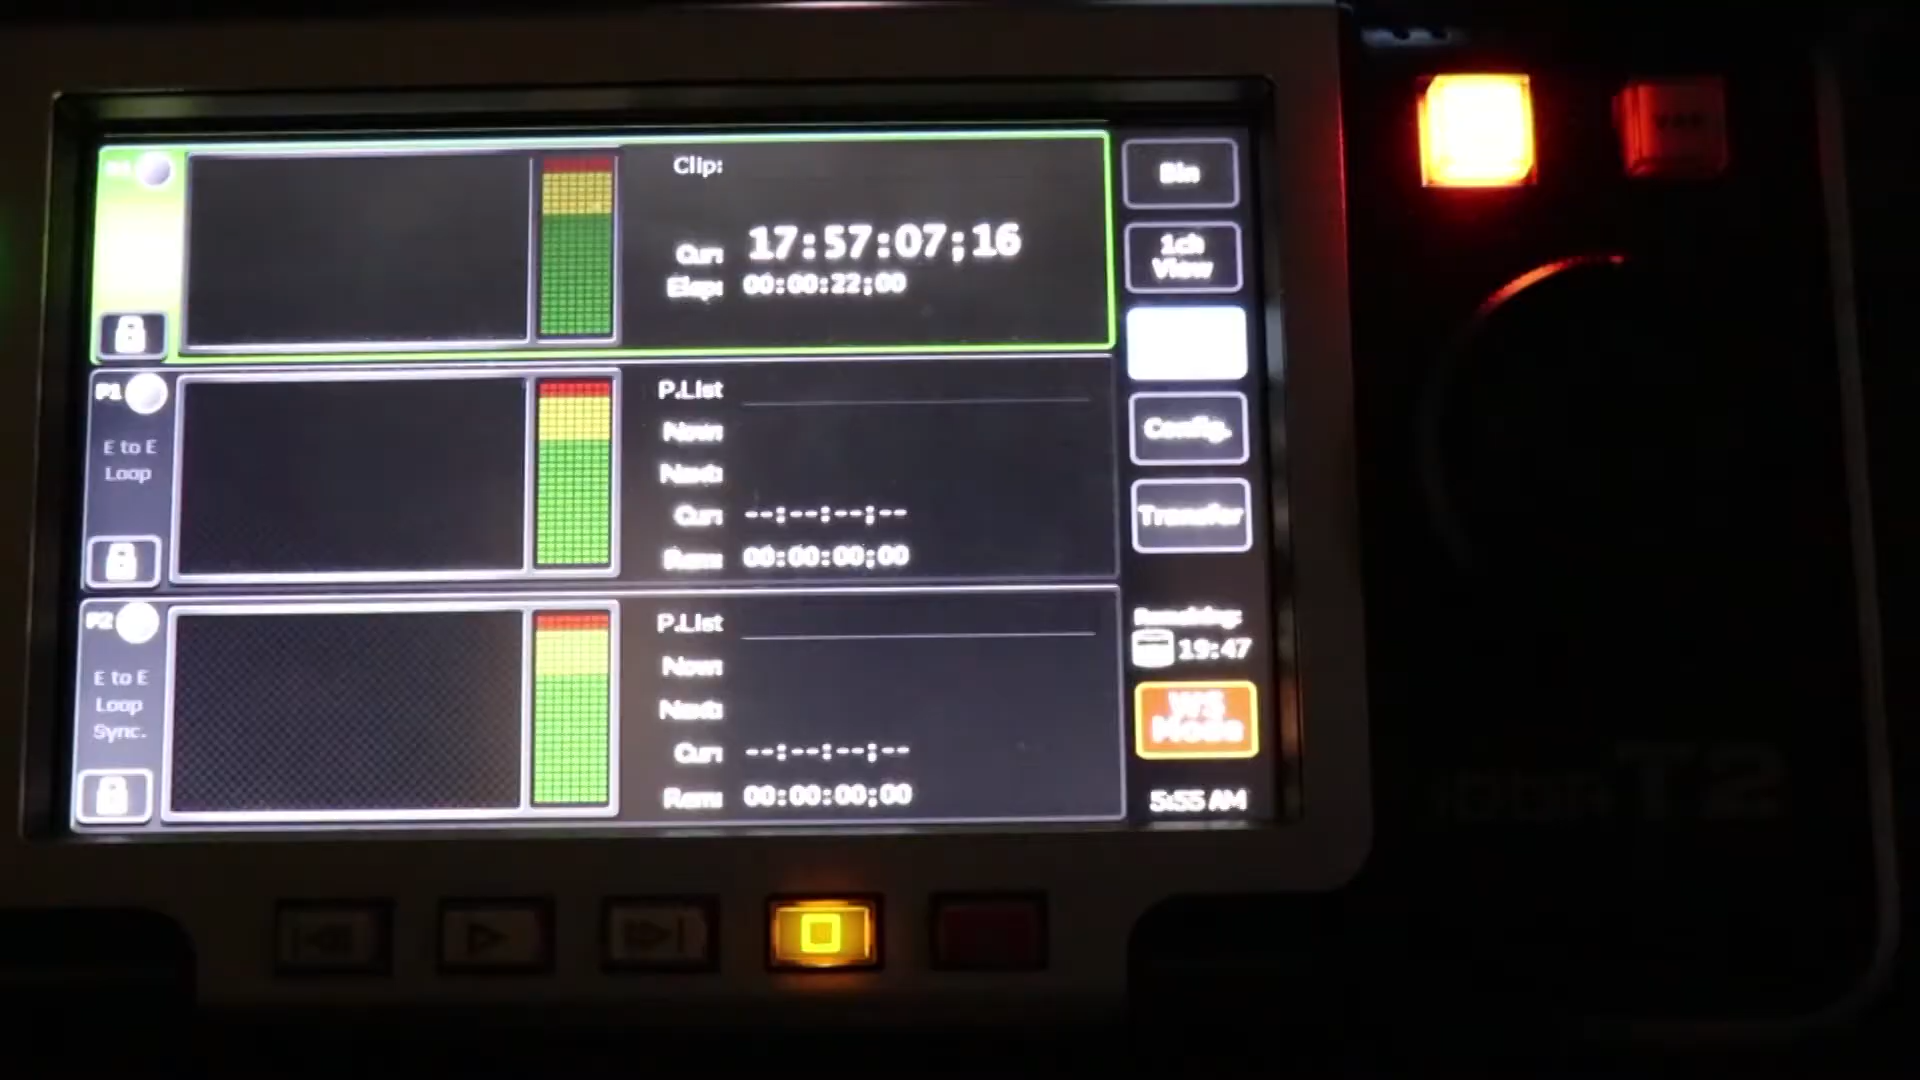 Clip:
Cur: 17:57:07;16
Elap: 00:00:22;00
P1
E to E
Loop
P.List
Now:
Next:
Cur: --:--:--;--
Rem: 00:00:00;00
P2
E to E
Loop
Sync.
P.List
Now:
Next:
Cur: --:--:--;--
Rem: 00:00:00;00
Bin
1ch
View
Config.
Transfer
Remaining:
19:47
WS
Mode
5:55 AM
T2